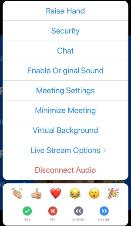 Raise Hand
Security
Chat
Enable Original Sound
Meeting Settings
Minimize Meeting
Virtual Background
Live Stream Options >
Disconnect Audio